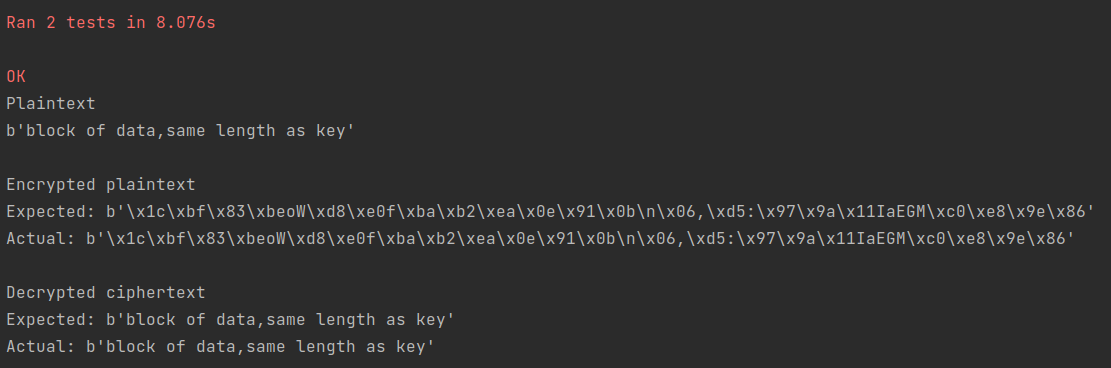 Ran 2 tests in 8.076s
OK
Plaintext
b'block of data,same length as key'
Encrypted plaintext
Expected: b'\x1c\xbf\x83\xbeoW\xd8\xe0f\xba\xb2\xea\x0e\x91\x0b\n\x06,\xd5:\x97\x9a\x11IaEGM\xc0\xe8\x9e\x86'
Actual: b'\x1c\xbf\x83\xbeoW\xd8\xe0f\xba\xb2\xea\x0e\x91\x0b\n\x06,\xd5:\x97\x9a\x11IaEGM\xc0\xe8\x9e\x86'
Decrypted ciphertext
Expected: b'block of data,same length as key'
Actual: b'block of data,same length as key'